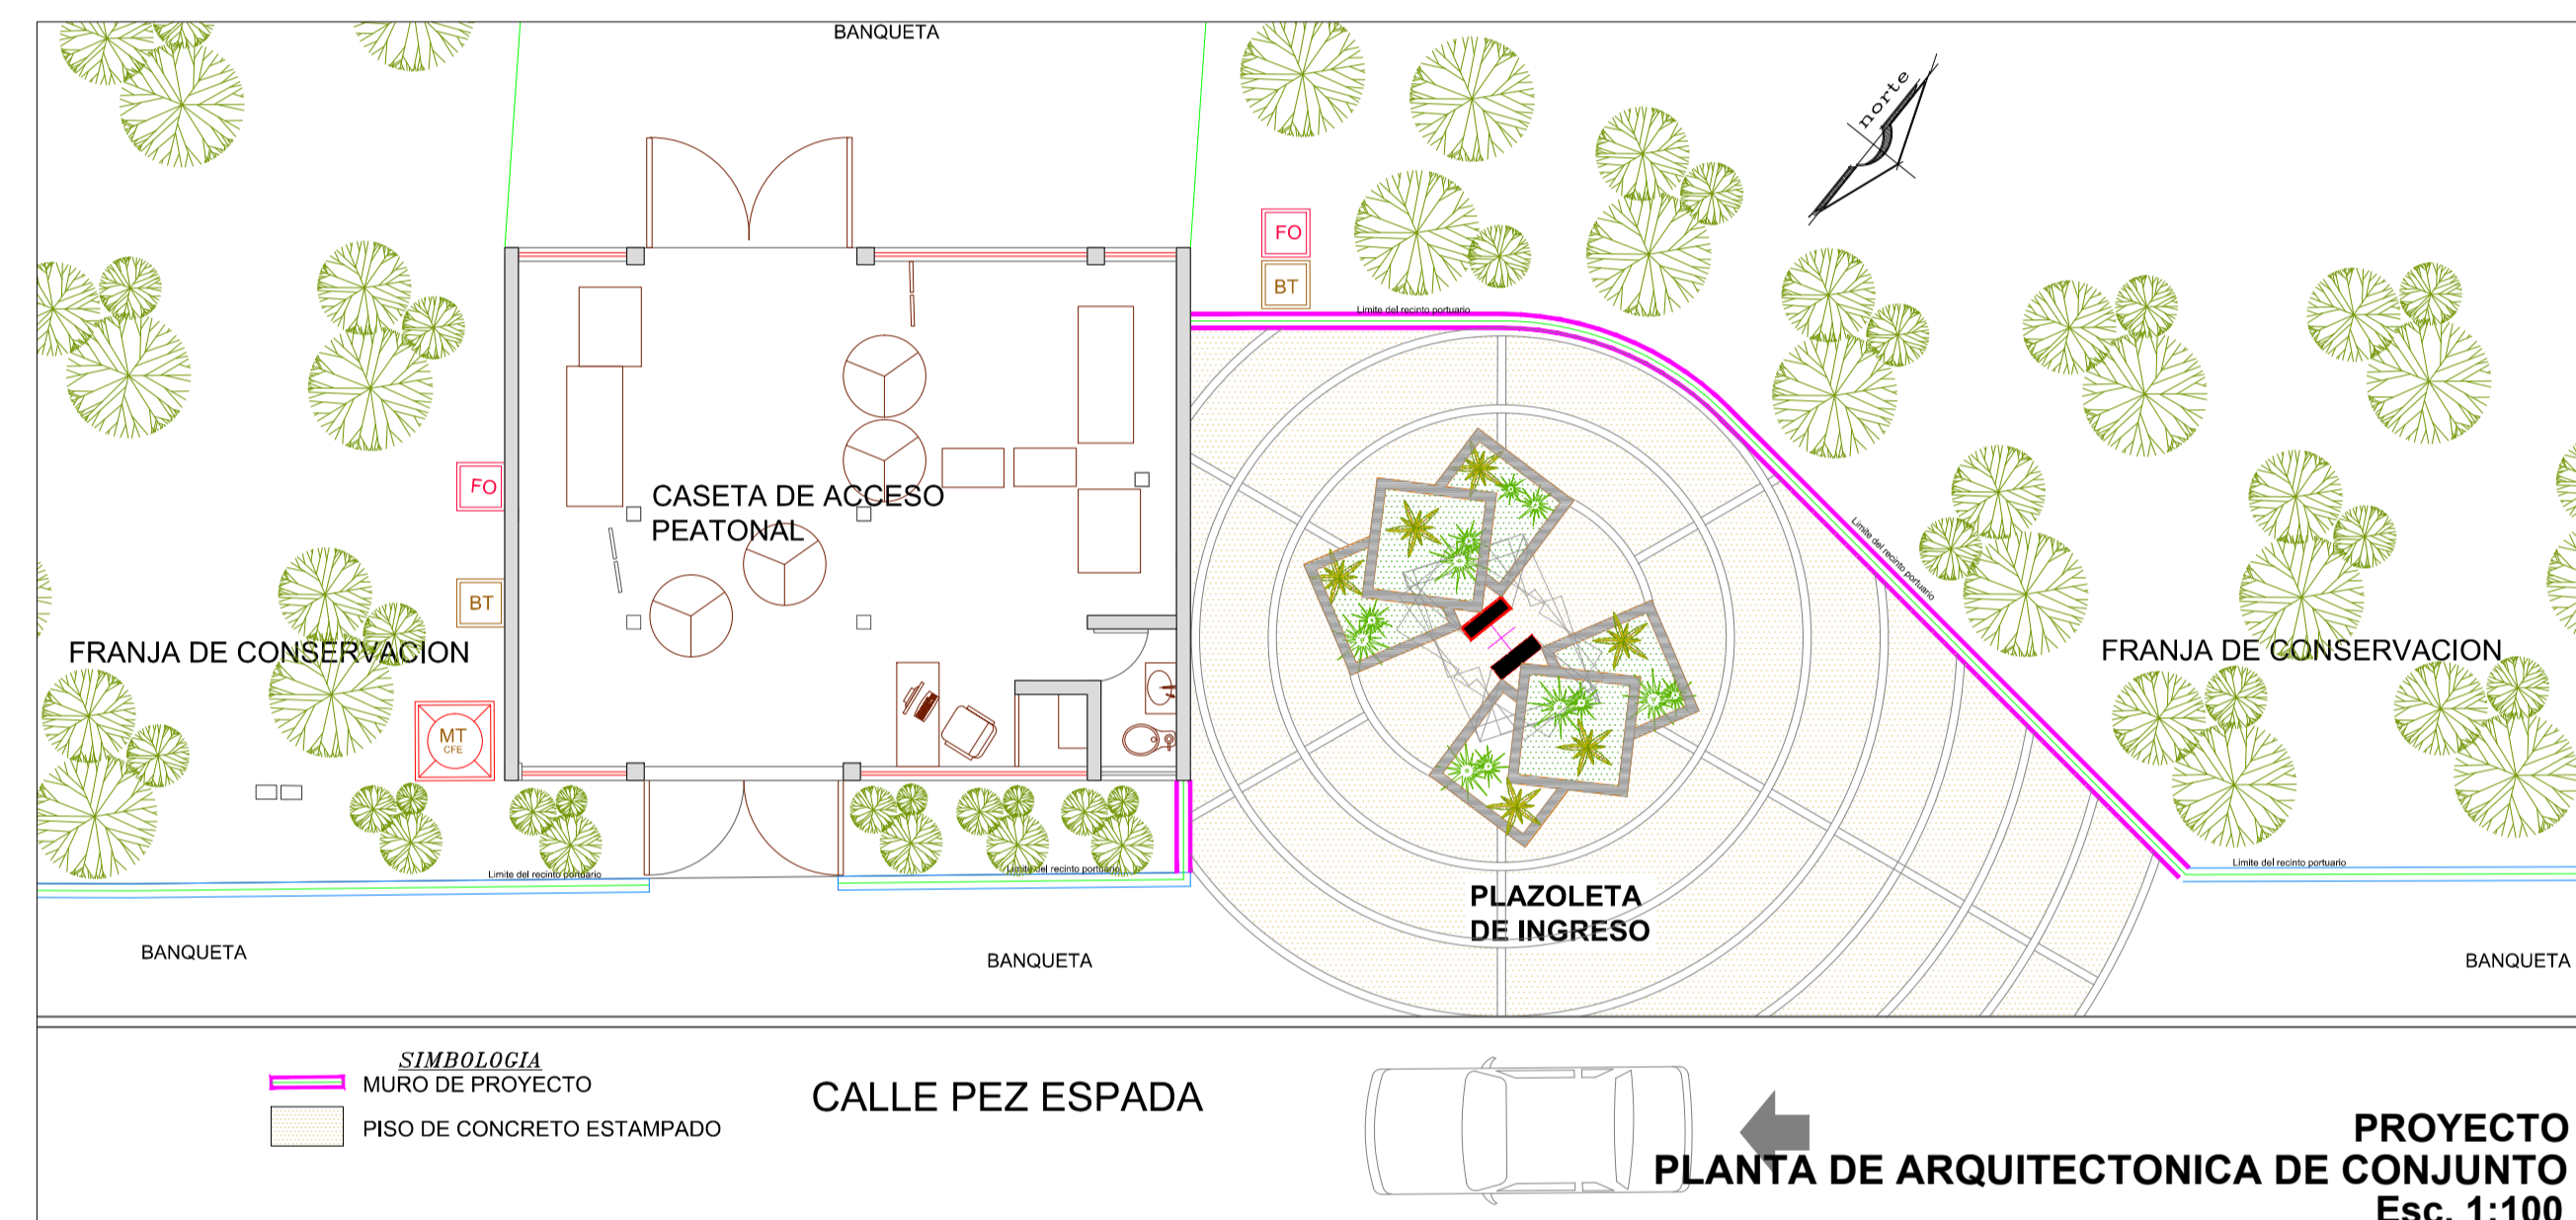 BANQUETA
norte
FO
BT
Limite del recinto portuario
FO
CASETA DE ACCESO
PEATONAL
Limite del recinto portuario
BT
FRANJA DE CONSERVACION
FRANJA DE CONSERVACION
MT
CFE
Limite del recinto portuario
Limite del recinto portuario
Limite del recinto portuario
PLAZOLETA
DE INGRESO
BANQUETA
BANQUETA
BANQUETA
SIMBOLOGIA
MURO DE PROYECTO
PISO DE CONCRETO ESTAMPADO
CALLE PEZ ESPADA
PROYECTO
PLANTA DE ARQUITECTONICA DE CONJUNTO
Esc. 1:100